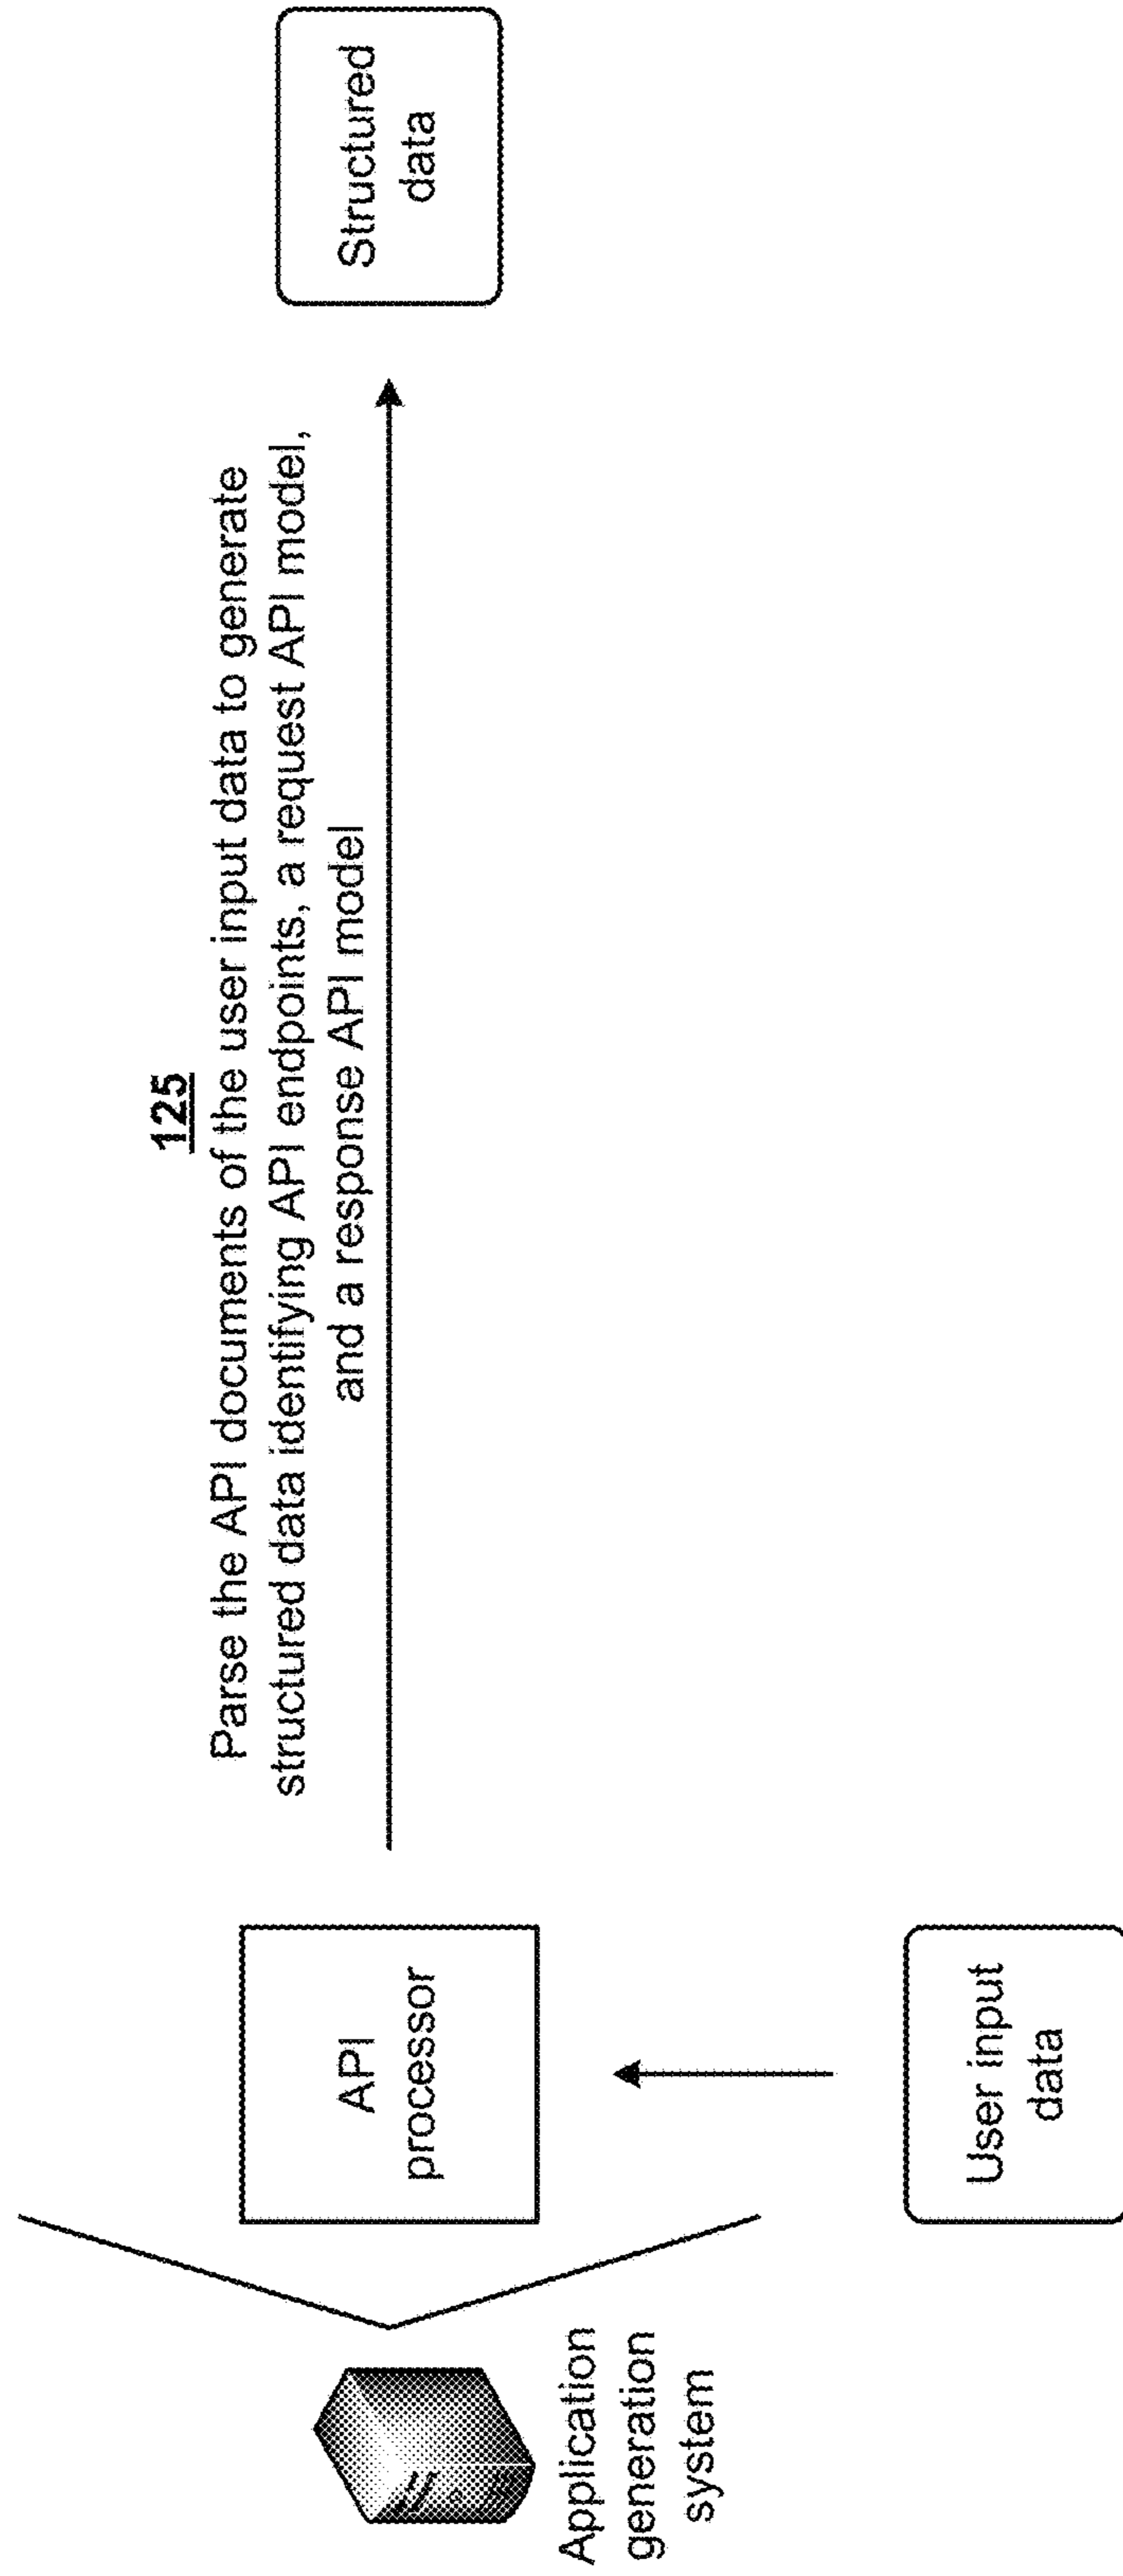 125
Parse the API documents of the user input data to generate
structured data identifying API endpoints, a request API model,
and a response API model
Application
generation
system
API
processor
Structured
data
User input
data